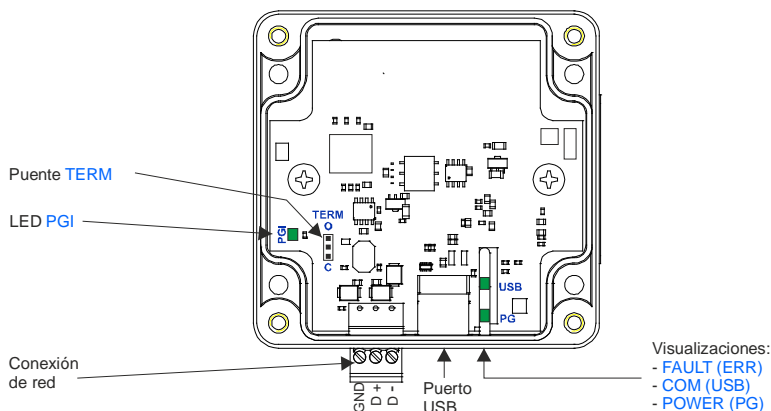 Puente TERM
LED PGI
TERM
O
PGI
C
USB
PG
Conexión
de red
GND
D +
D -
Puerto
USB
Visualizaciones:
- FAULT (ERR)
- COM (USB)
- POWER (PG)